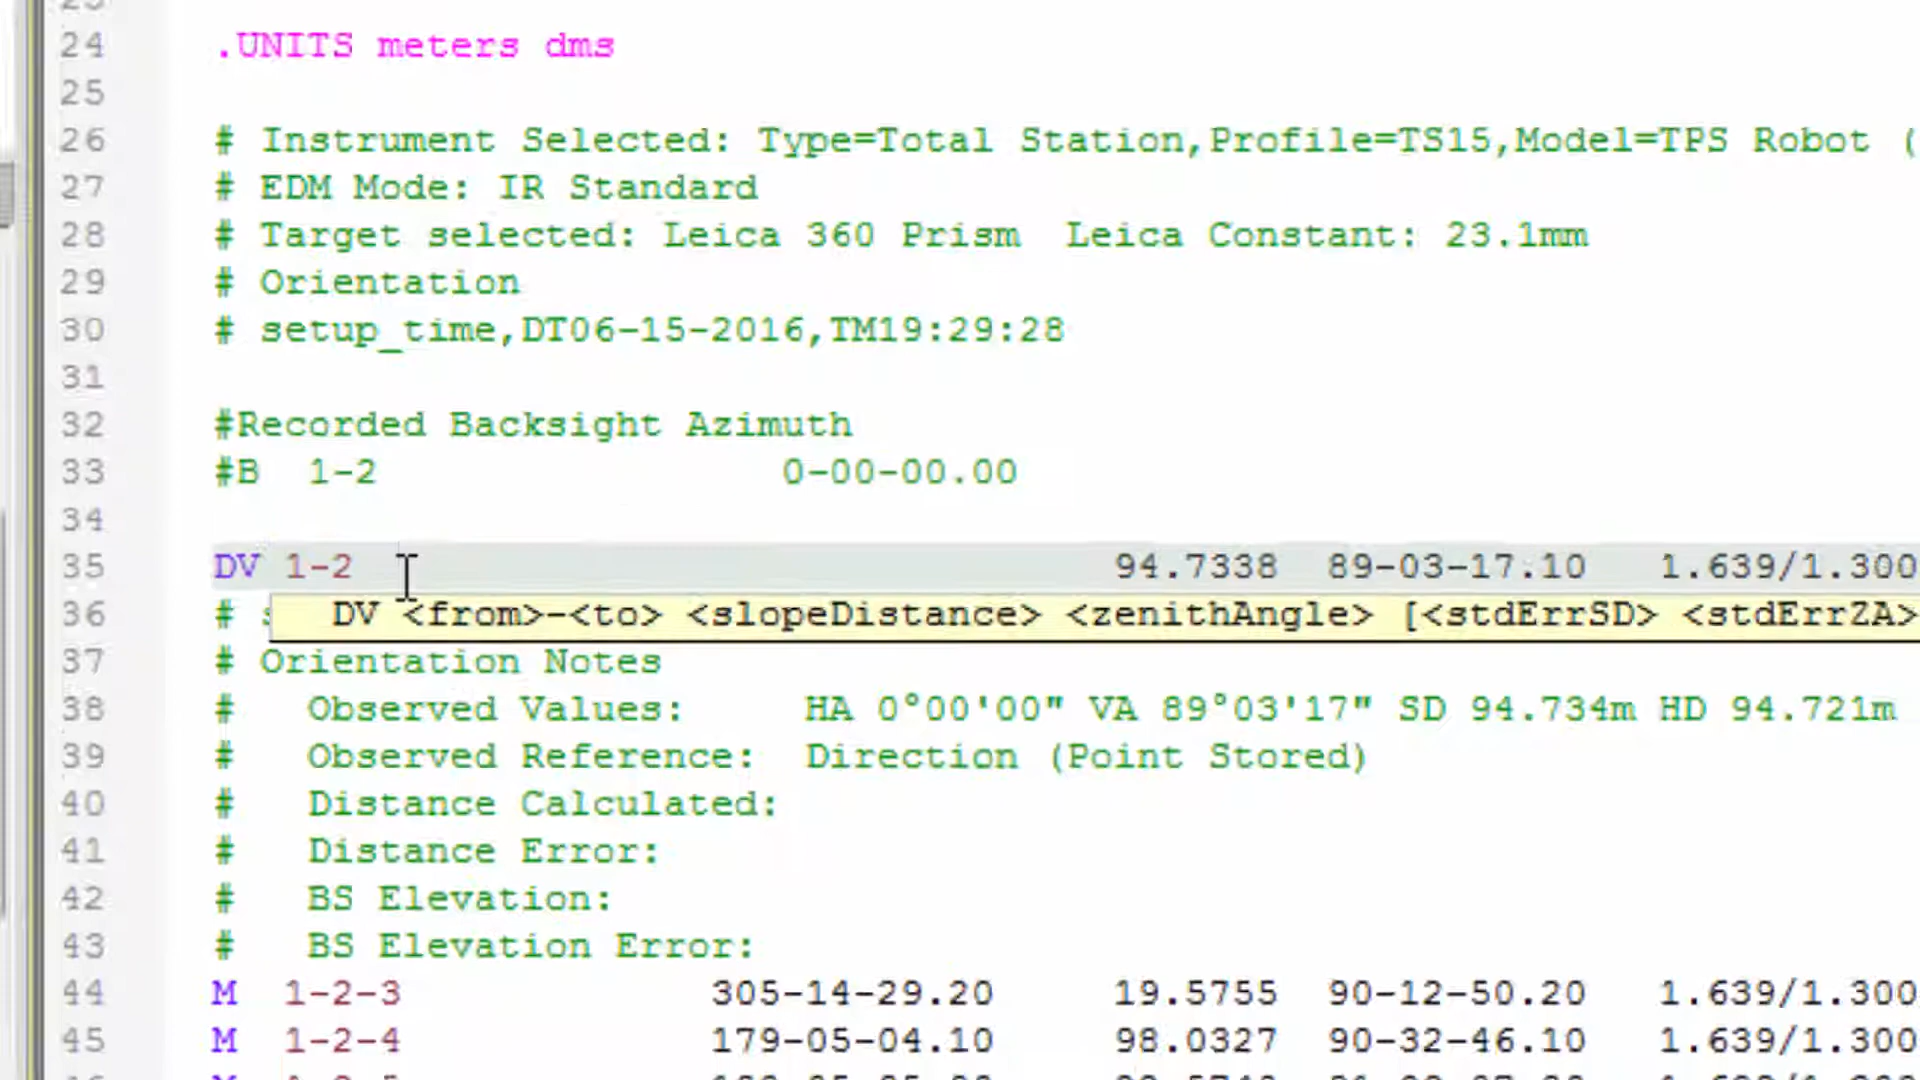 24 .UNITS meters dms
25
26 # Instrument Selected: Type=Total Station,Profile=TS15,Model=TPS Robot (
27 # EDM Mode: IR Standard
28 # Target selected: Leica 360 Prism  Leica Constant: 23.1mm
29 # Orientation
30 # setup_time,DT06-15-2016,TM19:29:28
31
32 #Recorded Backsight Azimuth
33 #B  1-2  0-00-00.00
34
35 DV 1-2  94.7338  89-03-17.10  1.639/1.300
36 #
DV <from>-<to> <slopeDistance> <zenithAngle> [<stdErrSD> <stdErrZA>
37 # Orientation Notes
38 #   Observed Values:  HA 0°00'00" VA 89°03'17" SD 94.734m HD 94.721m
39 #   Observed Reference:  Direction (Point Stored)
40 #   Distance Calculated:
41 #   Distance Error:
42 #   BS Elevation:
43 #   BS Elevation Error:
44 M  1-2-3  305-14-29.20  19.5755  90-12-50.20  1.639/1.300
45 M  1-2-4  179-05-04.10  98.0327  90-32-46.10  1.639/1.300